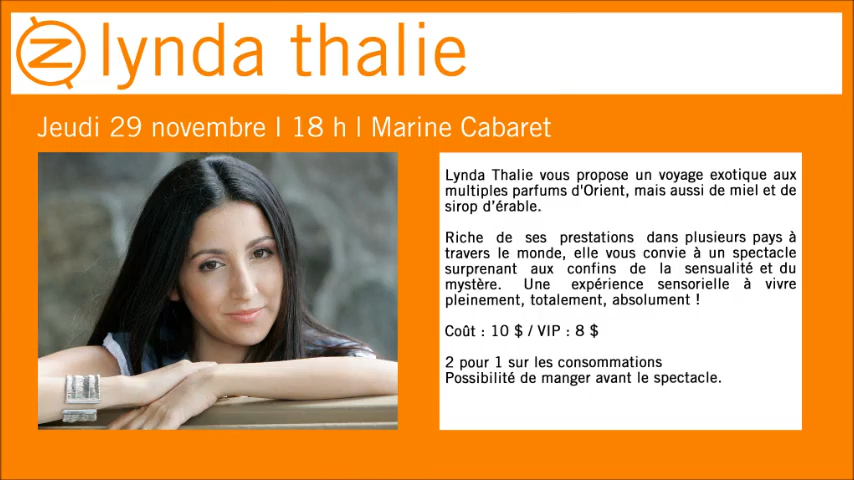 lynda thalie
Jeudi 29 novembre | 18 h | Marine Cabaret
Lynda Thalie vous propose un voyage exotique aux
multiples parfums d'Orient, mais aussi de miel et de
sirop d'érable.
Riche de ses prestations dans plusieurs pays à
travers le monde, elle vous convie à un spectacle
surprenant aux confins de la sensualité et du
mystère. Une expérience sensorielle à vivre
pleinement, totalement, absolument !
Coût : 10 $ / VIP : 8 $
2 pour 1 sur les consommations
Possibilité de manger avant le spectacle.